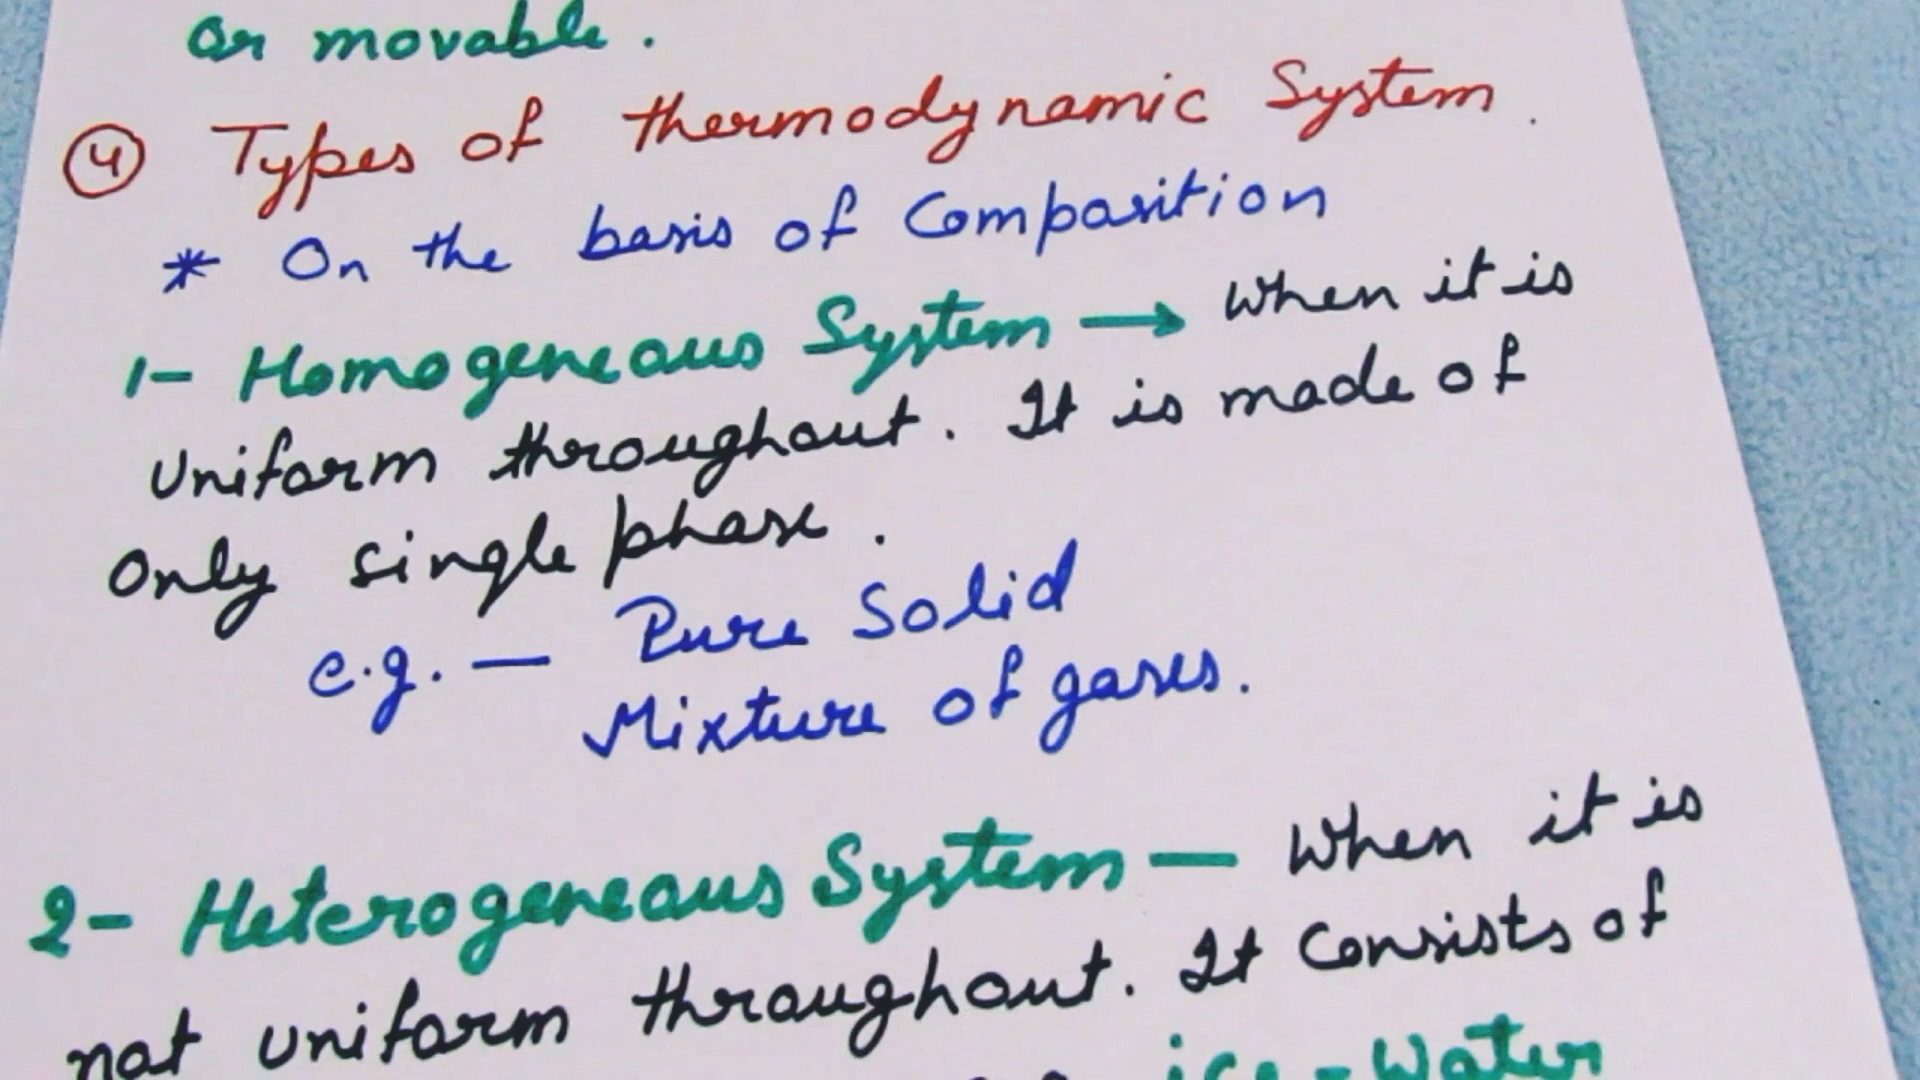 or movable.
④ Types of thermodynamic System.
* On the basis of Composition
1- Homogeneous System → When it is
Uniform throughout. It is made of
Only single phase.
e.g. — Pure Solid
Mixture of gases.
2- Heterogeneous System — When it is
not uniform throughout. It Consists of
ice-Water